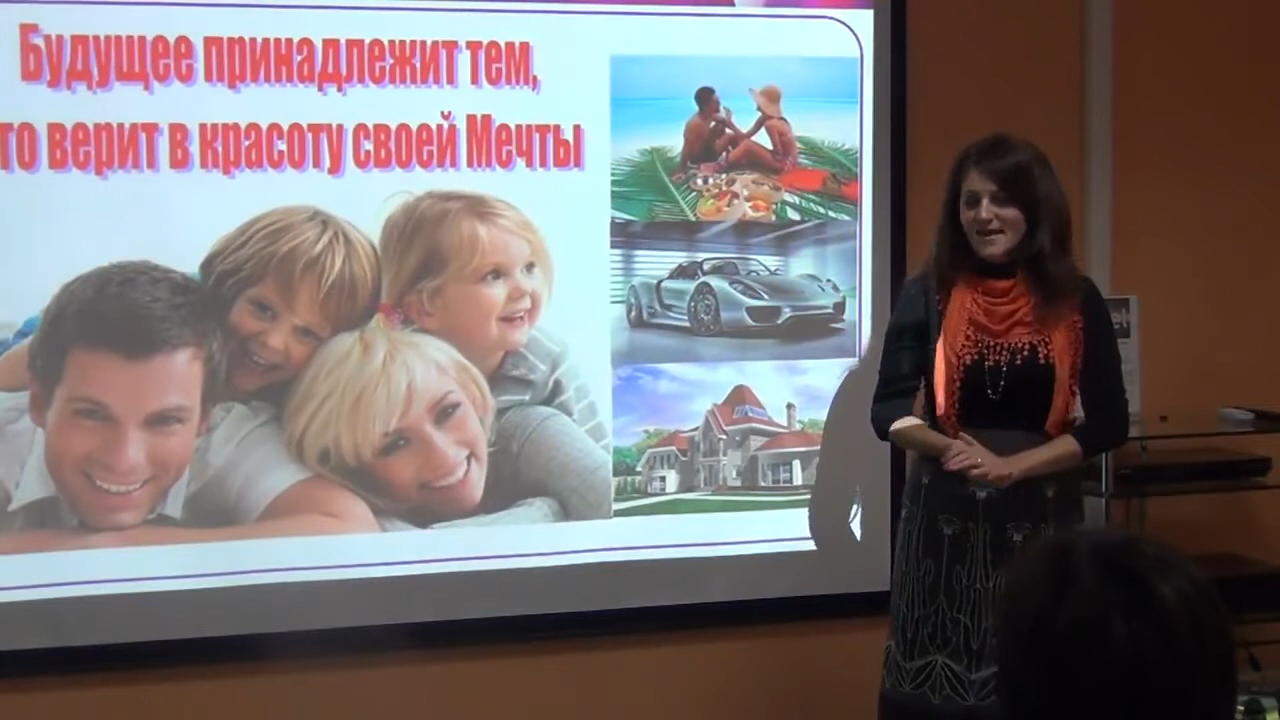 Будущее принадлежит тем,
то верит в красоту своей Мечты